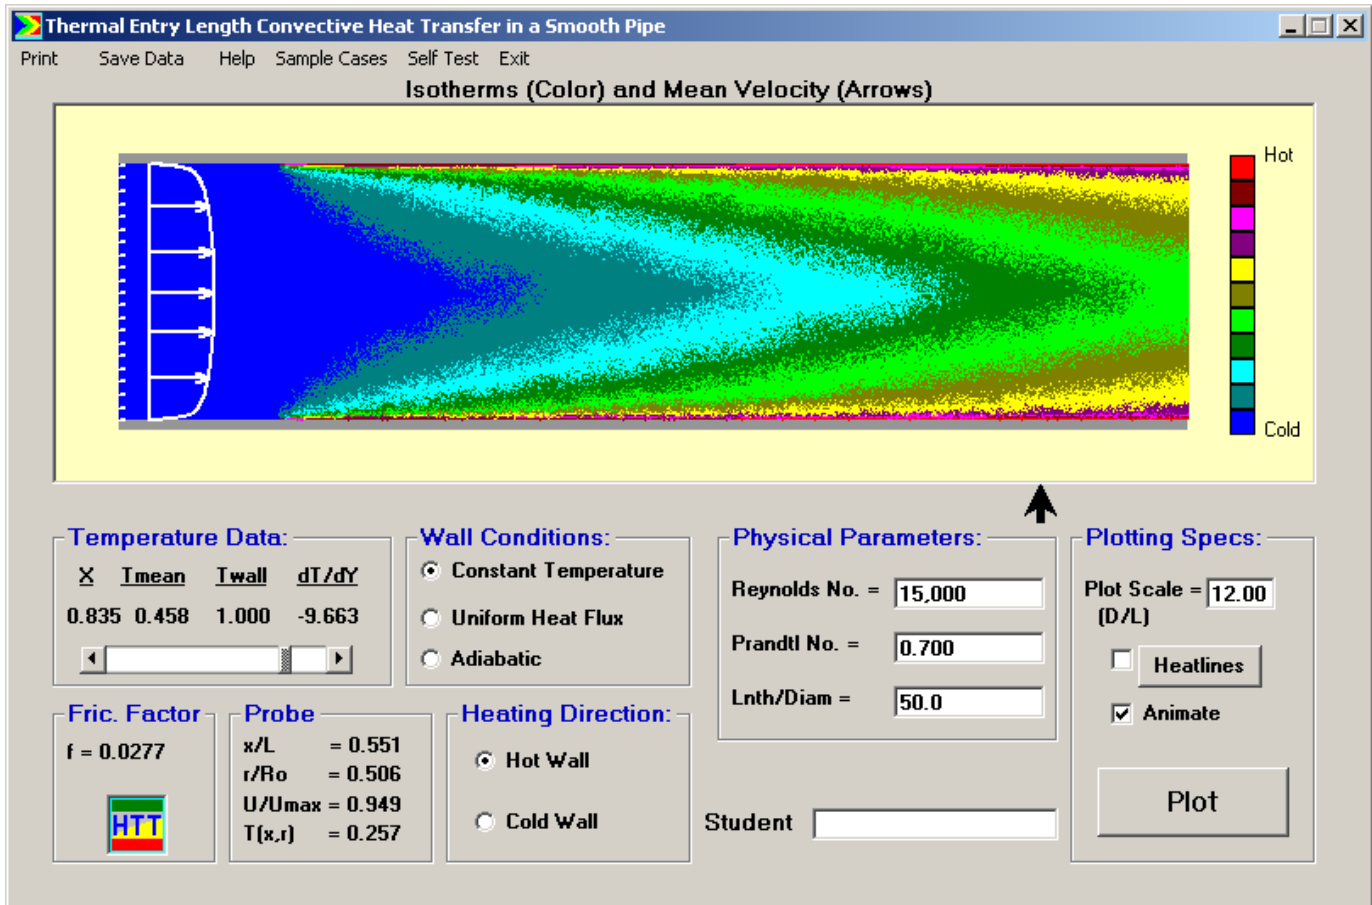 Thermal Entry Length Convective Heat Transfer in a Smooth Pipe
Print Save Data Help Sample Cases Self Test Exit
Isotherms (Color) and Mean Velocity (Arrows)
Hot
Cold
Temperature Data:
X Tmean Twall dT/dY
0.835 0.458 1.000 -9.663
Wall Conditions:
Constant Temperature
Uniform Heat Flux
Adiabatic
Physical Parameters:
Reynolds No. = 15,000
Prandtl No. = 0.700
Lnth/Diam = 50.0
Plotting Specs:
Plot Scale = 12.00
(D/L)
Heatlines
Animate
Plot
Fric. Factor
f = 0.0277
HTT
Probe
x/L = 0.551
r/Ro = 0.506
U/Umax = 0.949
T(x,r) = 0.257
Heating Direction:
Hot Wall
Cold Wall
Student